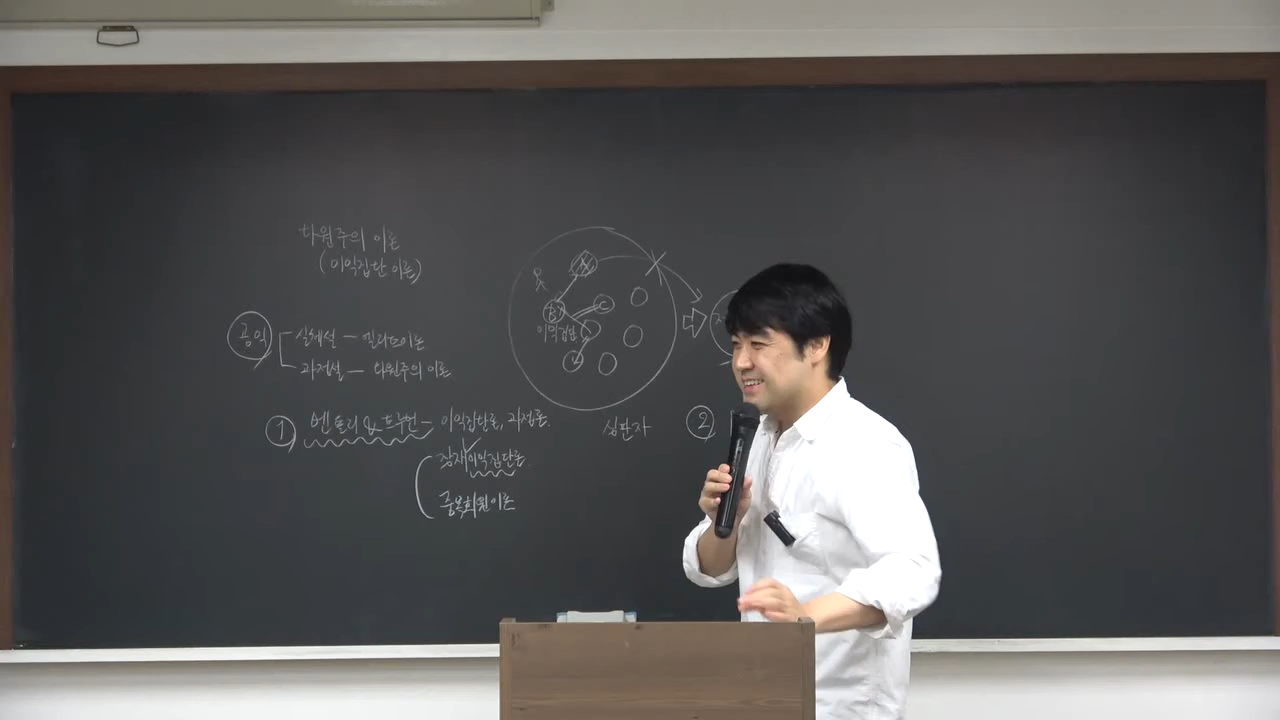 다원주의 이론
(이익집단 이론)
공익
실체설 — 엘리트이론
과정설 — 다원주의 이론
① 벤틀리 & 트루먼 — 이익집단론, 과정론.
잠재이익집단론
중복회원이론
A
B
C
이익집단
심판자
②